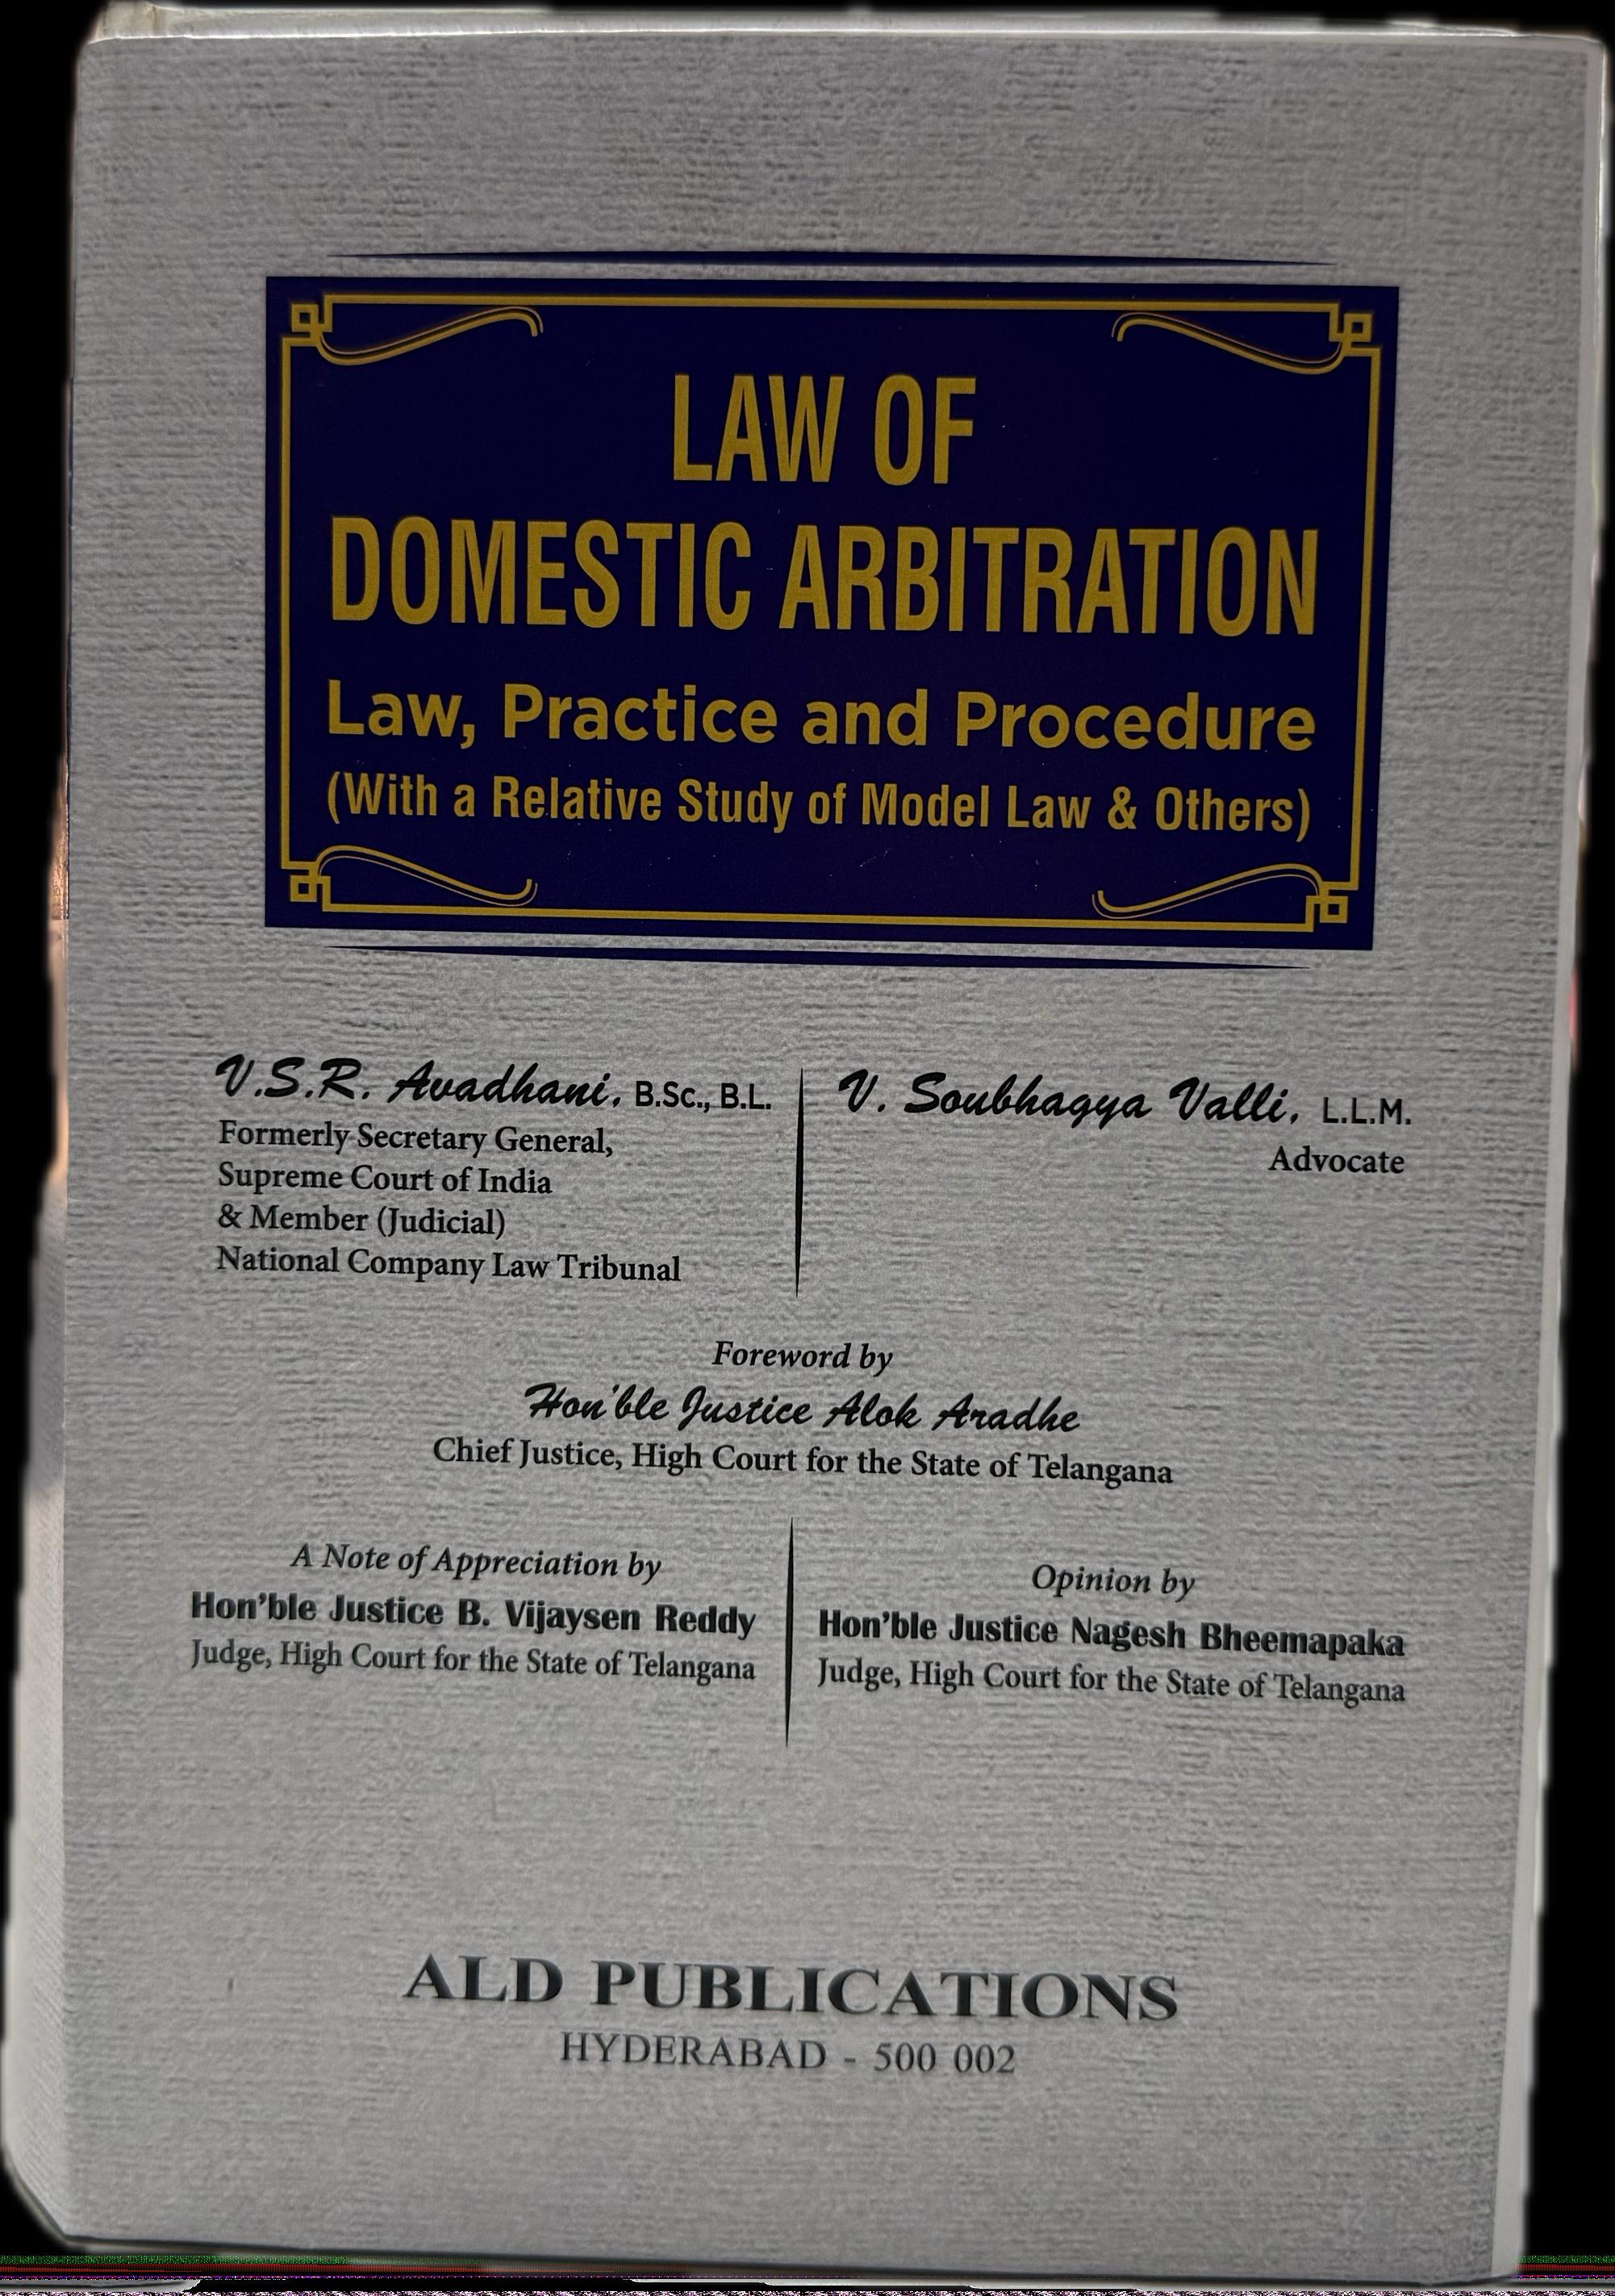 LAW OF
DOMESTIC ARBITRATION
Law, Practice and Procedure
(With a Relative Study of Model Law & Others)
V.S.R. Avadhani, B.Sc., B.L.
Formerly Secretary General,
Supreme Court of India
& Member (Judicial)
National Company Law Tribunal
V. Soubhagya Valli, L.L.M.
Advocate
Foreword by
Hon'ble Justice Alok Aradhe
Chief Justice, High Court for the State of Telangana
A Note of Appreciation by
Hon'ble Justice B. Vijaysen Reddy
Judge, High Court for the State of Telangana
Opinion by
Hon'ble Justice Nagesh Bheemapaka
Judge, High Court for the State of Telangana
ALD PUBLICATIONS
HYDERABAD - 500 002